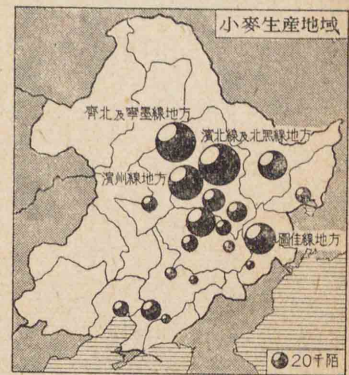 小麥生産地域
齊北及寧墨線地方
濱北線及北黑線地方
濱州線地方
圖佳線地方
20千陌